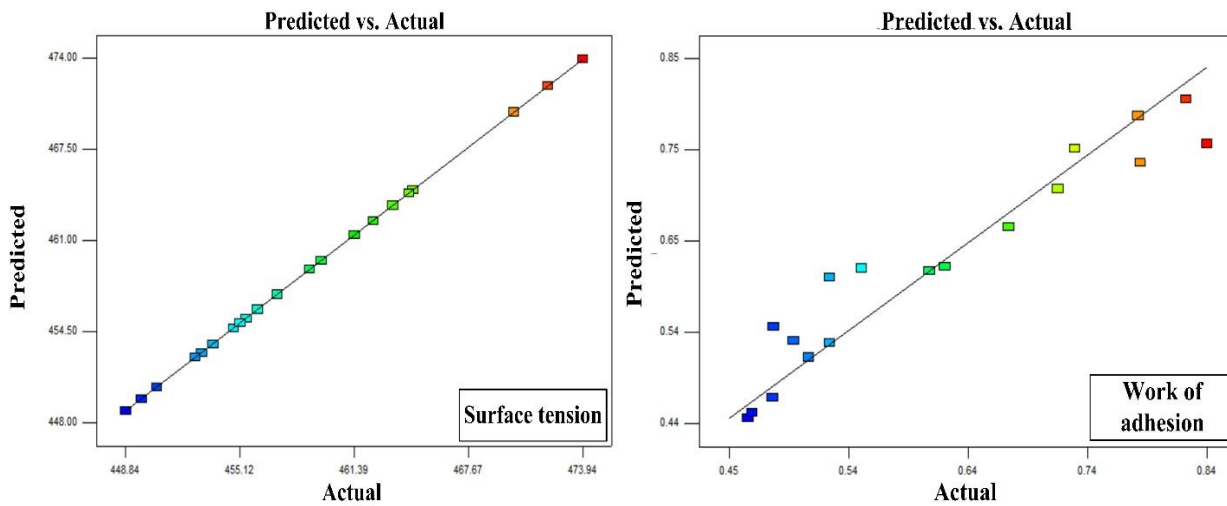 Predicted vs. Actual
474.00
467.50
461.00
454.50
448.00
Predicted
448.84
455.12
461.39
467.67
473.94
Actual
Surface tension
Predicted vs. Actual
0.85
0.75
0.65
0.54
0.44
Predicted
0.45
0.54
0.64
0.74
0.84
Actual
Work of
adhesion